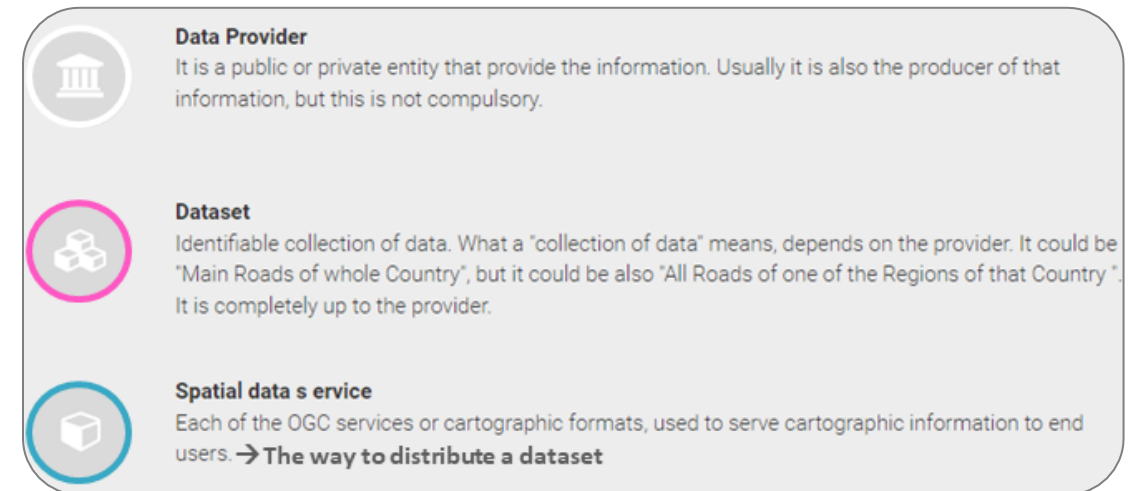 Data Provider
It is a public or private entity that provide the information. Usually it is also the producer of that
information, but this is not compulsory.
Dataset
Identifiable collection of data. What a "collection of data" means, depends on the provider. It could be
"Main Roads of whole Country", but it could be also "All Roads of one of the Regions of that Country ".
It is completely up to the provider.
Spatial data s ervice
Each of the OGC services or cartographic formats, used to serve cartographic information to end
users. → The way to distribute a dataset